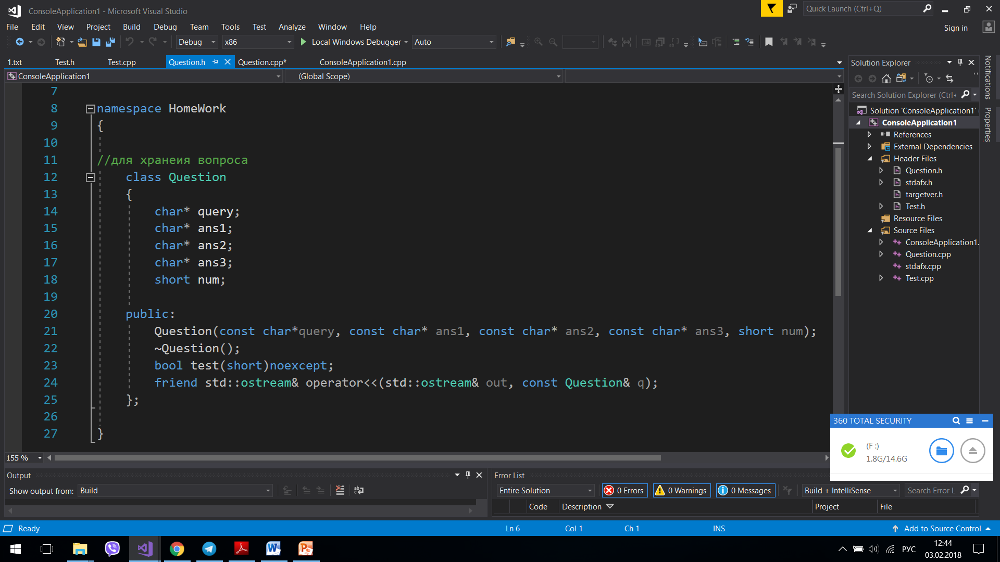 ConsoleApplication1 - Microsoft Visual Studio
Quick Launch (Ctrl+Q)
File Edit View Project Build Debug Team Tools Test Analyze Window Help
Sign in
Debug x86 Local Windows Debugger Auto
1.txt Test.h Test.cpp Question.h Question.cpp* ConsoleApplication1.cpp
ConsoleApplication1 (Global Scope)
7
8 namespace HomeWork
9 {
10
11 //для хранеия вопроса
12 class Question
13 {
14 char* query;
15 char* ans1;
16 char* ans2;
17 char* ans3;
18 short num;
19
20 public:
21 Question(const char*query, const char* ans1, const char* ans2, const char* ans3, short num);
22 ~Question();
23 bool test(short)noexcept;
24 friend std::ostream& operator<<(std::ostream& out, const Question& q);
25 };
26
27 }
155 %
Solution Explorer
Search Solution Explorer (Ctrl+
Solution 'ConsoleApplication1' (
ConsoleApplication1
References
External Dependencies
Header Files
Question.h
stdafx.h
targetver.h
Test.h
Resource Files
Source Files
ConsoleApplication1.
Question.cpp
stdafx.cpp
Test.cpp
Notifications
Properties
360 TOTAL SECURITY
(F :)
1.8G/14.6G
Output
Show output from: Build
Error List
Entire Solution 0 Errors 0 Warnings 0 Messages Build + IntelliSense Search Error L
Code Description Project File
Ready Ln 6 Col 1 Ch 1 INS Add to Source Control
РУС
12:44
03.02.2018